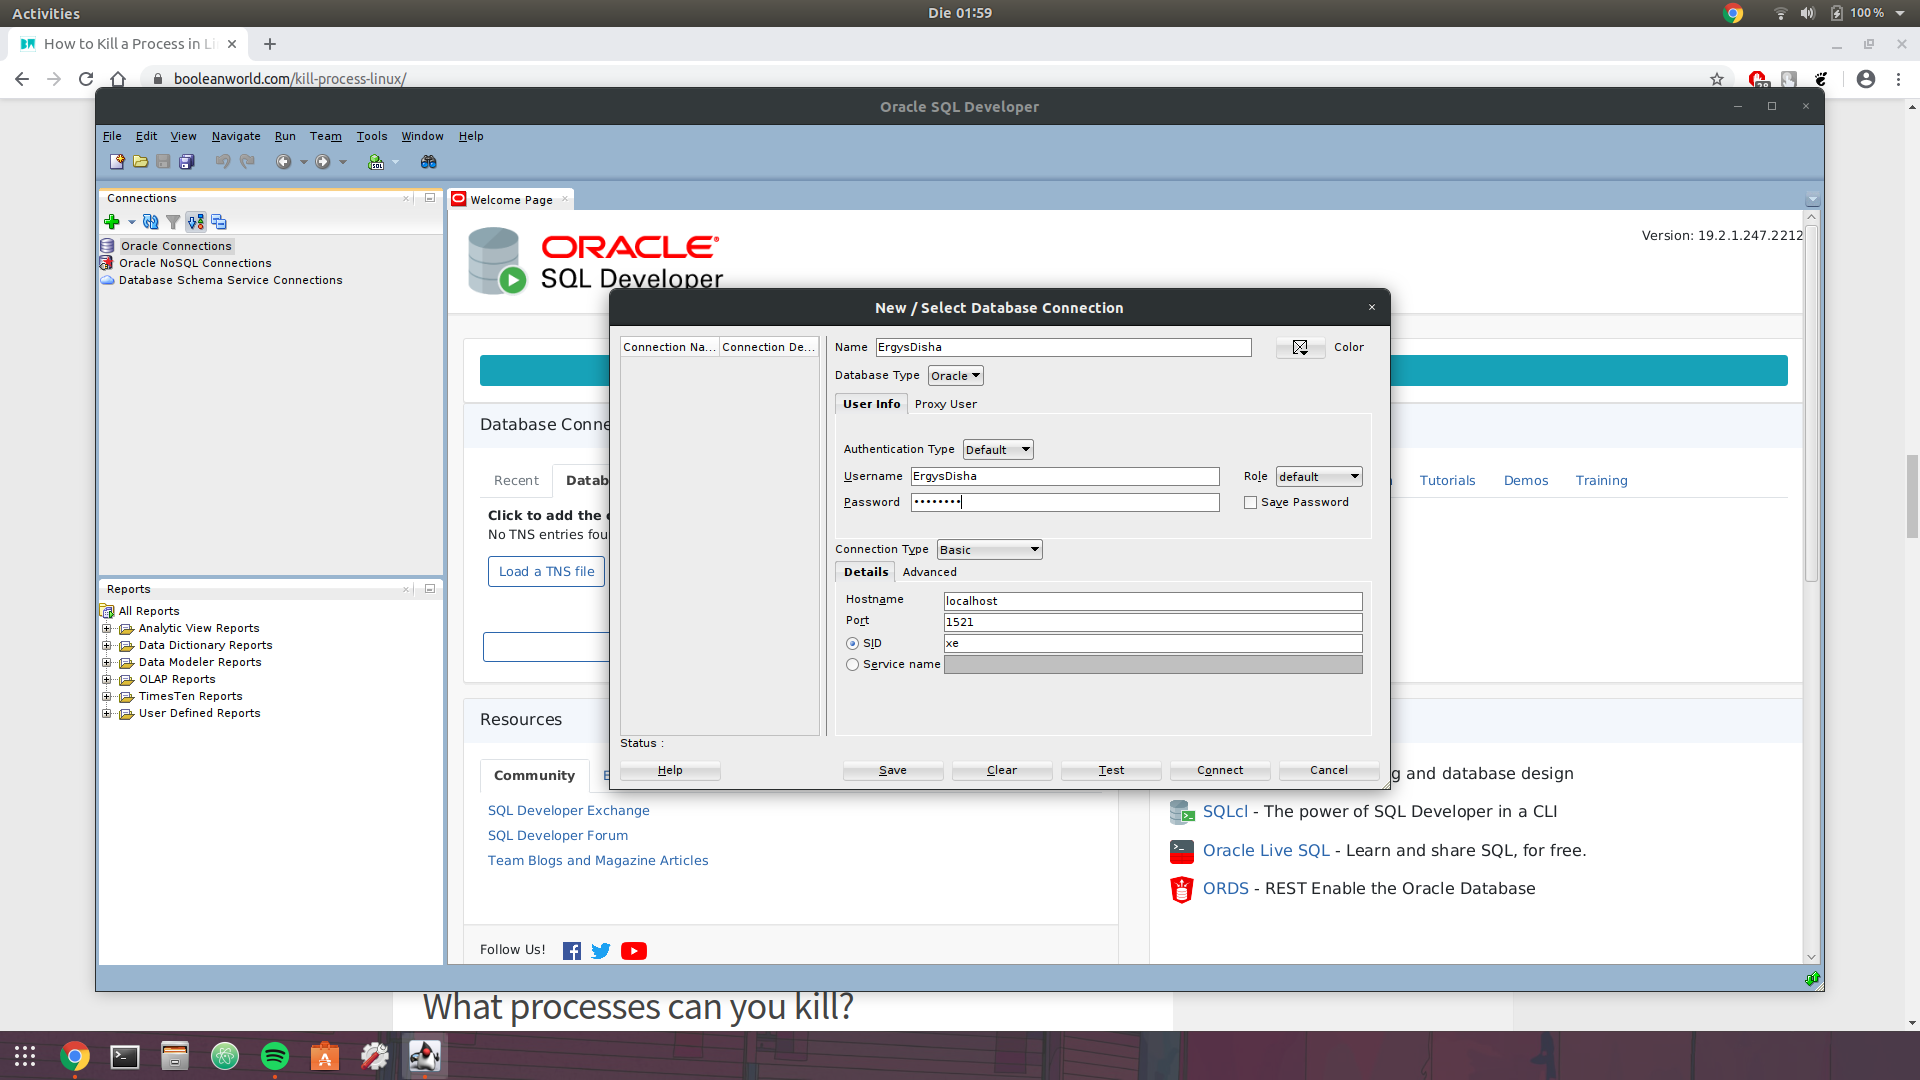 Activities
Die 01:59
100 %
How to Kill a Process in Li
booleanworld.com/kill-process-linux/
Oracle SQL Developer
File Edit View Navigate Run Team Tools Window Help
Connections
Oracle Connections
Oracle NoSQL Connections
Database Schema Service Connections
Reports
All Reports
Analytic View Reports
Data Dictionary Reports
Data Modeler Reports
OLAP Reports
TimesTen Reports
User Defined Reports
Welcome Page
ORACLE
SQL Developer
Version: 19.2.1.247.2212
Database Conne
Recent Datab
Tutorials Demos Training
Click to add the
No TNS entries fou
Load a TNS file
New / Select Database Connection
Connection Na... Connection De...
Name ErgysDisha Color
Database Type Oracle
User Info Proxy User
Authentication Type Default
Username ErgysDisha Role default
Password •••••••• Save Password
Connection Type Basic
Details Advanced
Hostname localhost
Port 1521
SID xe
Service name
Status :
Help Save Clear Test Connect Cancel
Resources
Community E
SQL Developer Exchange
SQL Developer Forum
Team Blogs and Magazine Articles
g and database design
SQLcl - The power of SQL Developer in a CLI
Oracle Live SQL - Learn and share SQL, for free.
ORDS - REST Enable the Oracle Database
Follow Us!
What processes can you kill?